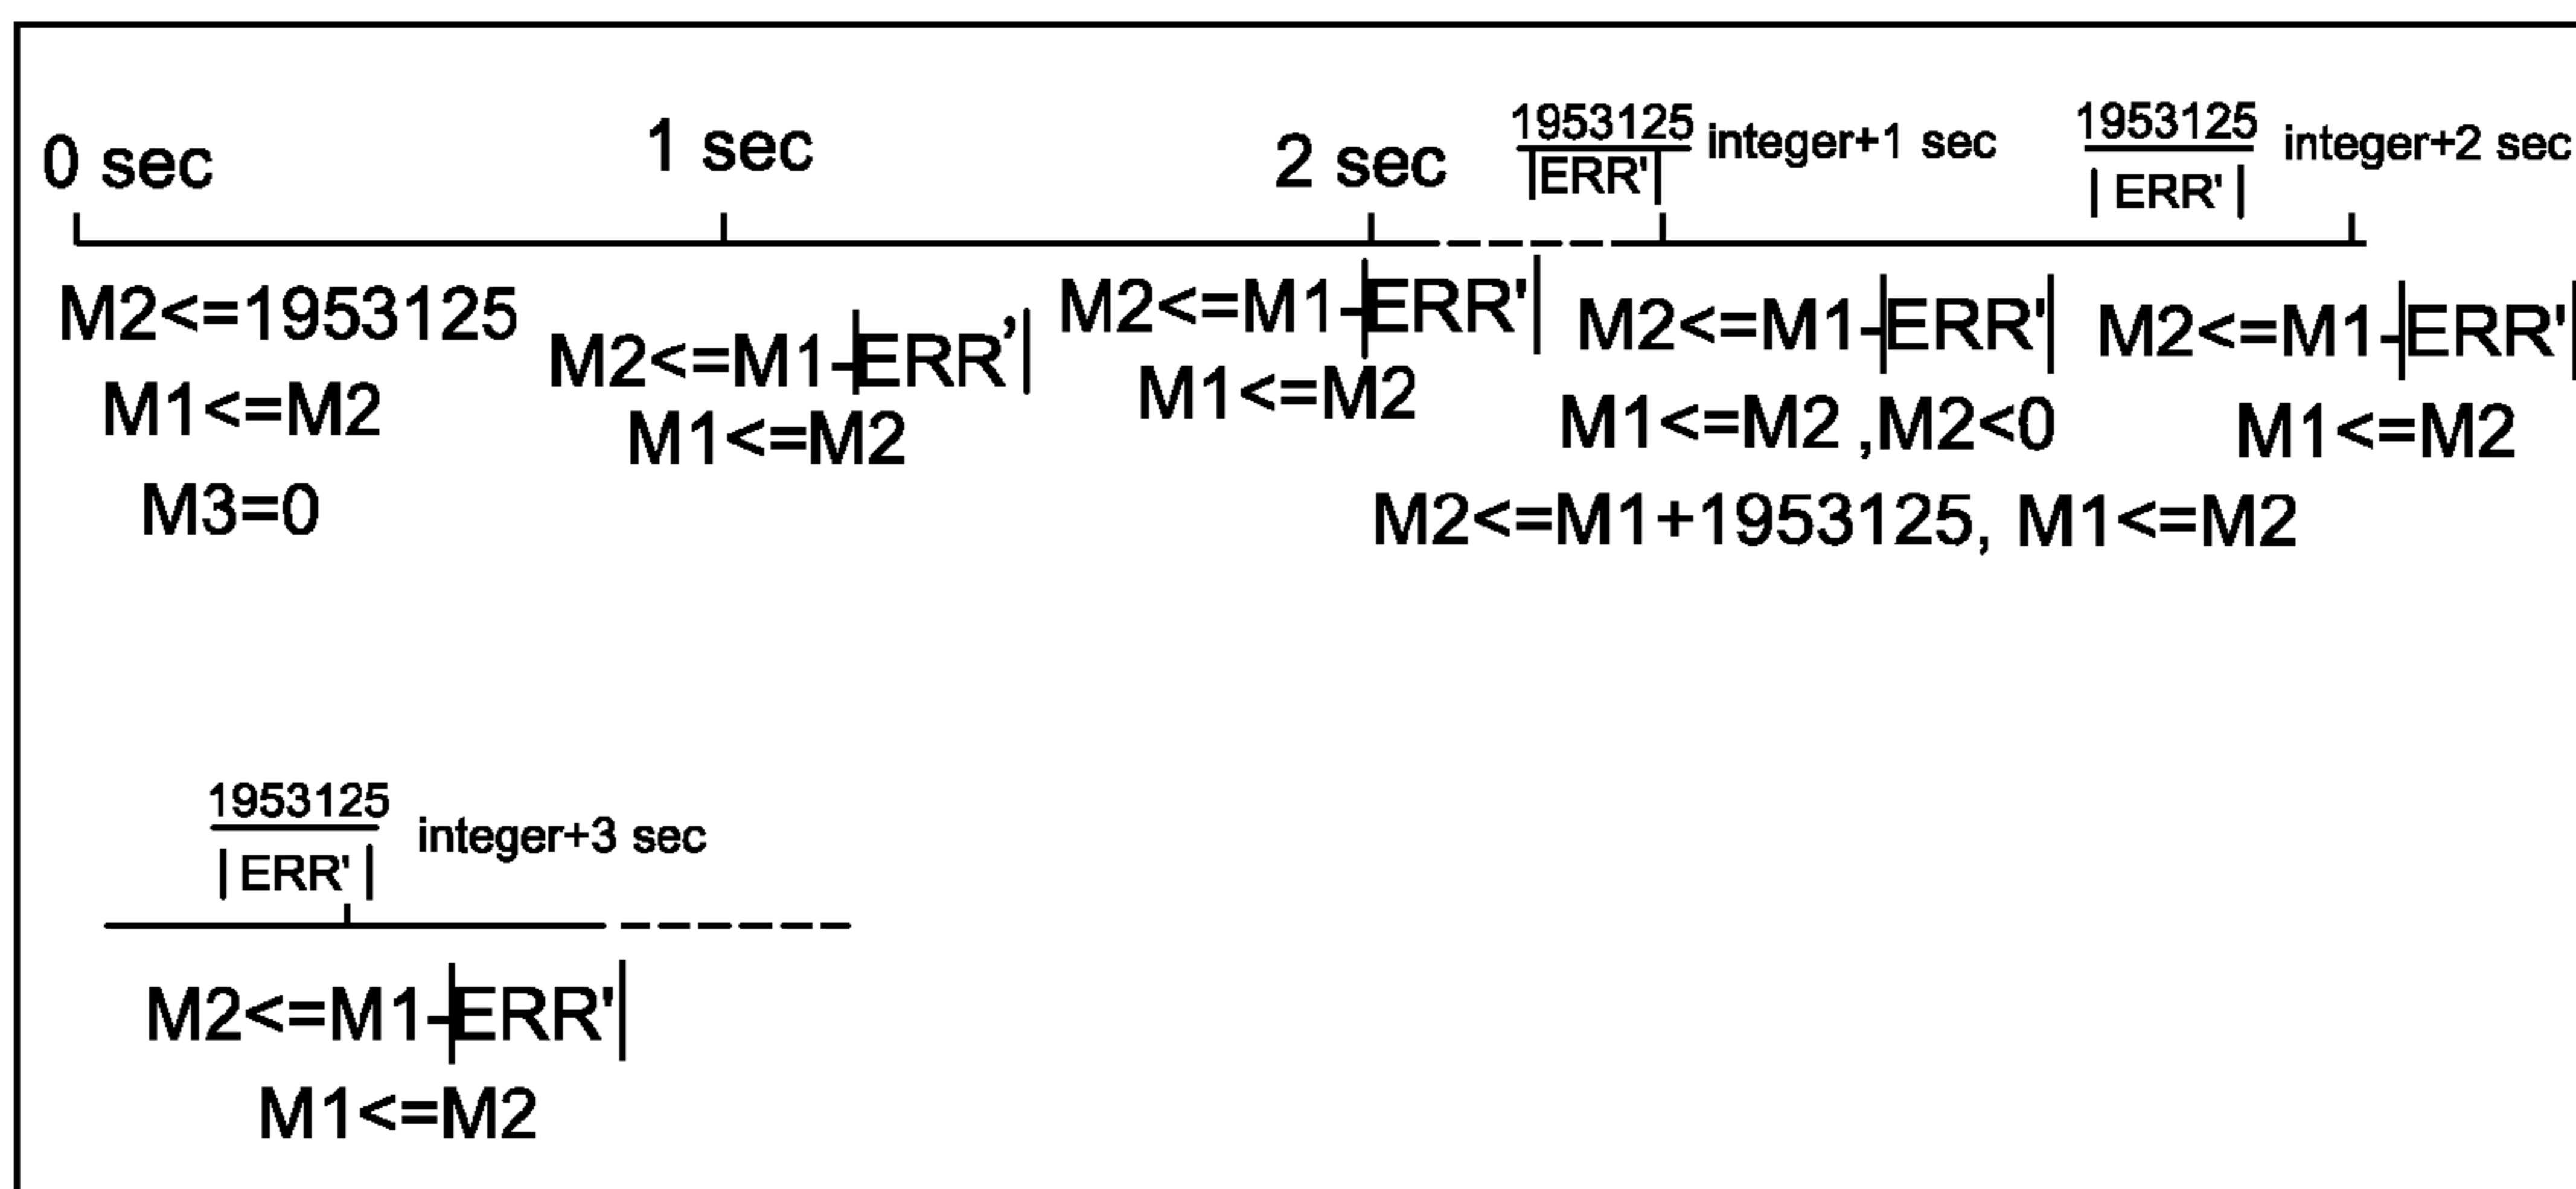 0 sec
1 sec
2 sec
1953125
|ERR'|
integer+1 sec
1953125
| ERR' |
integer+2 sec
M2<=1953125
M1<=M2
M3=0
M2<=M1-|ERR'|
M1<=M2
M2<=M1-|ERR'|
M1<=M2
M2<=M1-|ERR'|
M1<=M2 ,M2<0
M2<=M1+1953125, M1<=M2
M2<=M1-|ERR'|
M1<=M2
1953125
| ERR' |
integer+3 sec
M2<=M1-|ERR'|
M1<=M2